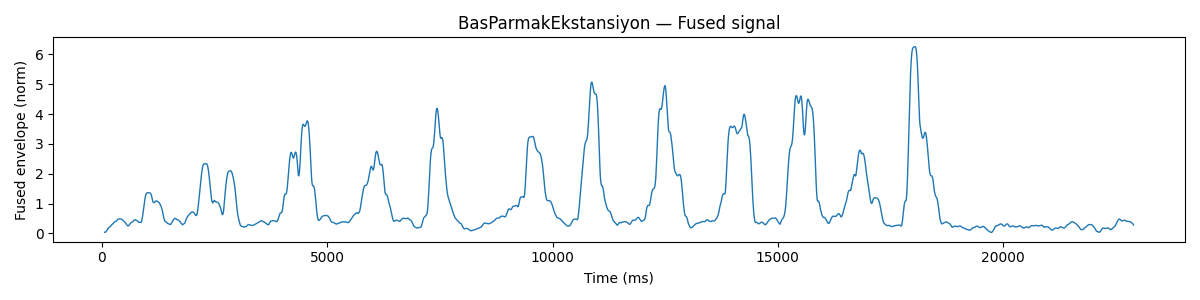 BasParmakEkstansiyon — Fused signal
Fused envelope (norm)
6
5
4
3
2
1
0
0 5000 10000 15000 20000
Time (ms)